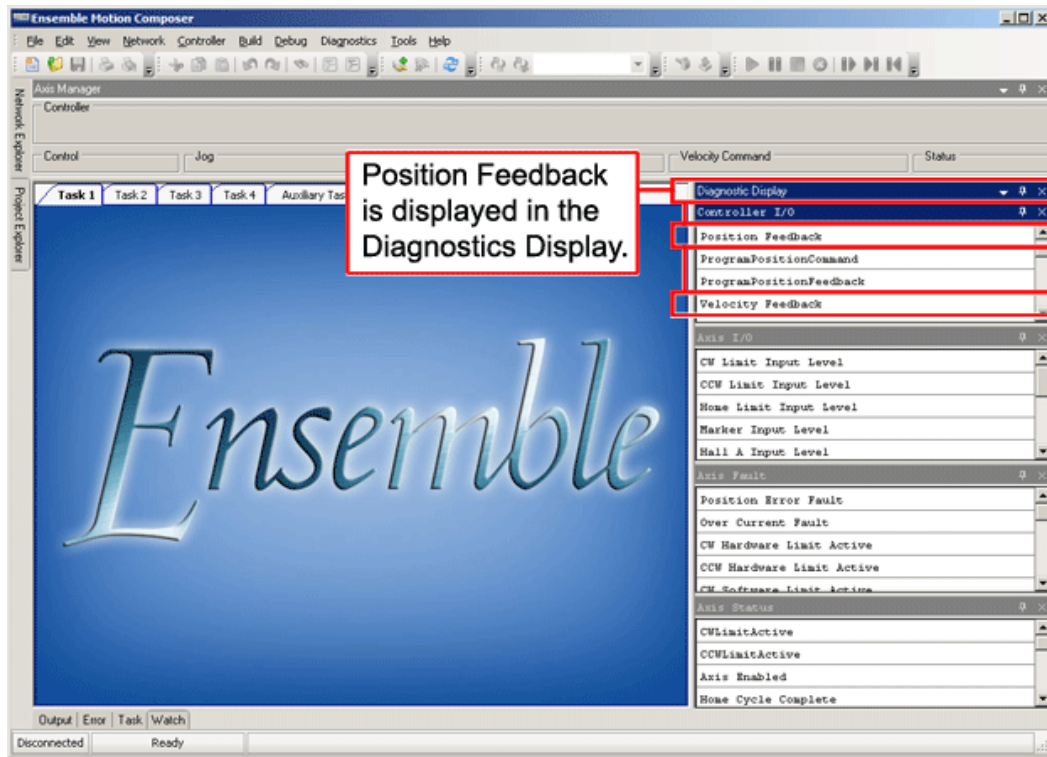 Ensemble Motion Composer
File Edit View Network Controller Build Debug Diagnostics Tools Help
Axis Manager
Controller
Control
Jog
Velocity Command
Status
Network Explorer
Project Explorer
Task 1
Task 2
Task 3
Task 4
Auxiliary Tas
Position Feedback
is displayed in the
Diagnostics Display.
Ensemble
Diagnostic Display
Controller I/O
Position Feedback
ProgramPositionCommand
ProgramPositionFeedback
Velocity Feedback
Axis I/O
CW Limit Input Level
CCW Limit Input Level
Home Limit Input Level
Marker Input Level
Hall A Input Level
Axis Fault
Position Error Fault
Over Current Fault
CW Hardware Limit Active
CCW Hardware Limit Active
CW Software Limit Active
Axis Status
CWLimitActive
CCWLimitActive
Axis Enabled
Home Cycle Complete
Output Error Task Watch
Disconnected Ready